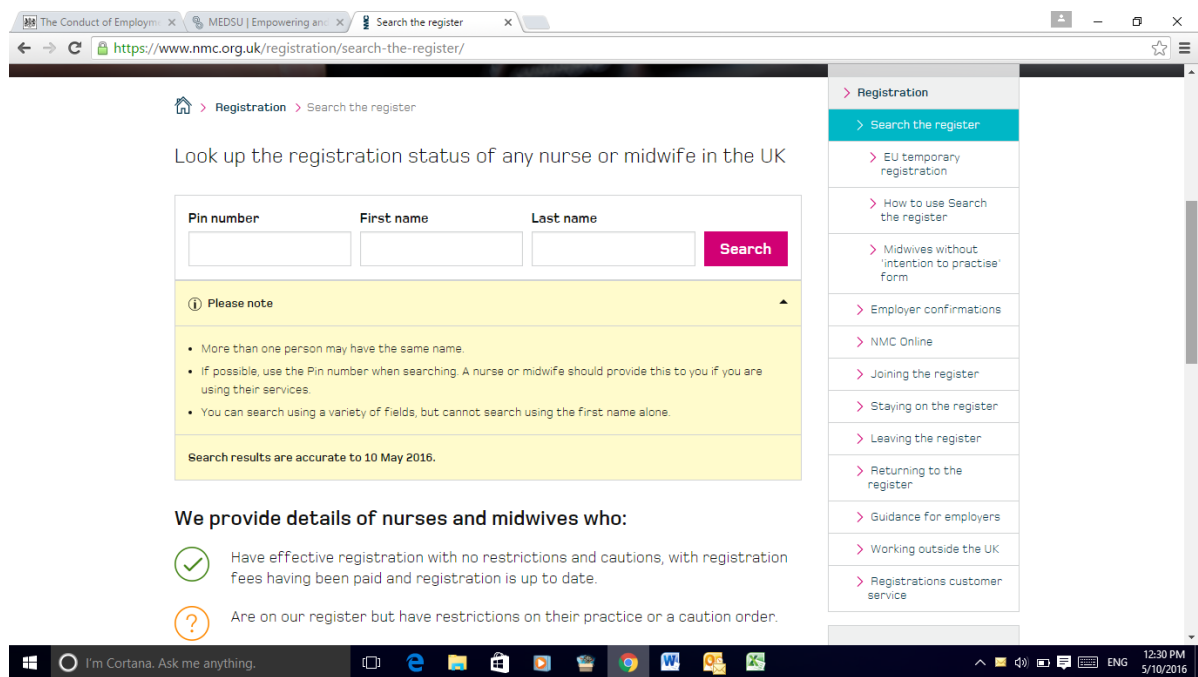 The Conduct of Employme
MEDSU | Empowering and
Search the register
https://www.nmc.org.uk/registration/search-the-register/
Registration > Search the register
Look up the registration status of any nurse or midwife in the UK
Pin number First name Last name
Search
Please note
• More than one person may have the same name.
• If possible, use the Pin number when searching. A nurse or midwife should provide this to you if you are
using their services.
• You can search using a variety of fields, but cannot search using the first name alone.
Search results are accurate to 10 May 2016.
We provide details of nurses and midwives who:
Have effective registration with no restrictions and cautions, with registration
fees having been paid and registration is up to date.
Are on our register but have restrictions on their practice or a caution order.
Registration
Search the register
EU temporary
registration
How to use Search
the register
Midwives without
'intention to practise'
form
Employer confirmations
NMC Online
Joining the register
Staying on the register
Leaving the register
Returning to the
register
Guidance for employers
Working outside the UK
Registrations customer
service
I'm Cortana. Ask me anything.
ENG
12:30 PM
5/10/2016